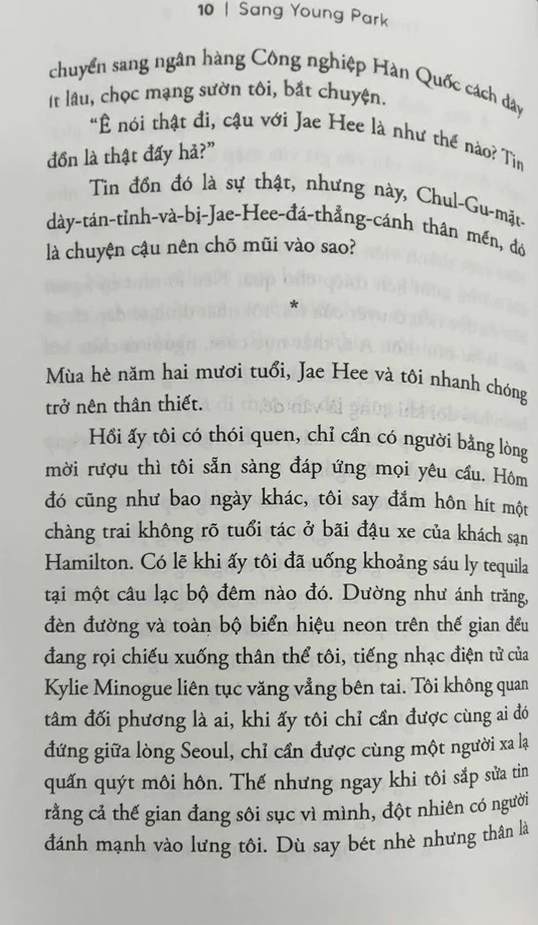 10 | Sang Young Park
chuyển sang ngân hàng Công nghiệp Hàn Quốc cách đây
ít lâu, chọc mạng sườn tôi, bắt chuyện.
“Ê nói thật đi, cậu với Jae Hee là như thế nào? Tin
đồn là thật đấy hả?”
Tin đồn đó là sự thật, nhưng này, Chul-Gu-mặt-
dày-tán-tỉnh-và-bị-Jae-Hee-đá-thẳng-cánh thân mến, đó
là chuyện cậu nên chõ mũi vào sao?
*
Mùa hè năm hai mươi tuổi, Jae Hee và tôi nhanh chóng
trở nên thân thiết.
Hồi ấy tôi có thói quen, chỉ cần có người bằng lòng
mời rượu thì tôi sẵn sàng đáp ứng mọi yêu cầu. Hôm
đó cũng như bao ngày khác, tôi say đắm hôn hít một
chàng trai không rõ tuổi tác ở bãi đậu xe của khách sạn
Hamilton. Có lẽ khi ấy tôi đã uống khoảng sáu ly tequila
tại một câu lạc bộ đêm nào đó. Dường như ánh trăng,
đèn đường và toàn bộ biển hiệu neon trên thế gian đều
đang rọi chiếu xuống thân thể tôi, tiếng nhạc điện tử của
Kylie Minogue liên tục văng vẳng bên tai. Tôi không quan
tâm đối phương là ai, khi ấy tôi chỉ cần được cùng ai đó
đứng giữa lòng Seoul, chỉ cần được cùng một người xa lạ
quấn quýt môi hôn. Thế nhưng ngay khi tôi sắp sửa tin
rằng cả thế gian đang sôi sục vì mình, đột nhiên có người
đánh mạnh vào lưng tôi. Dù say bét nhè nhưng thân là